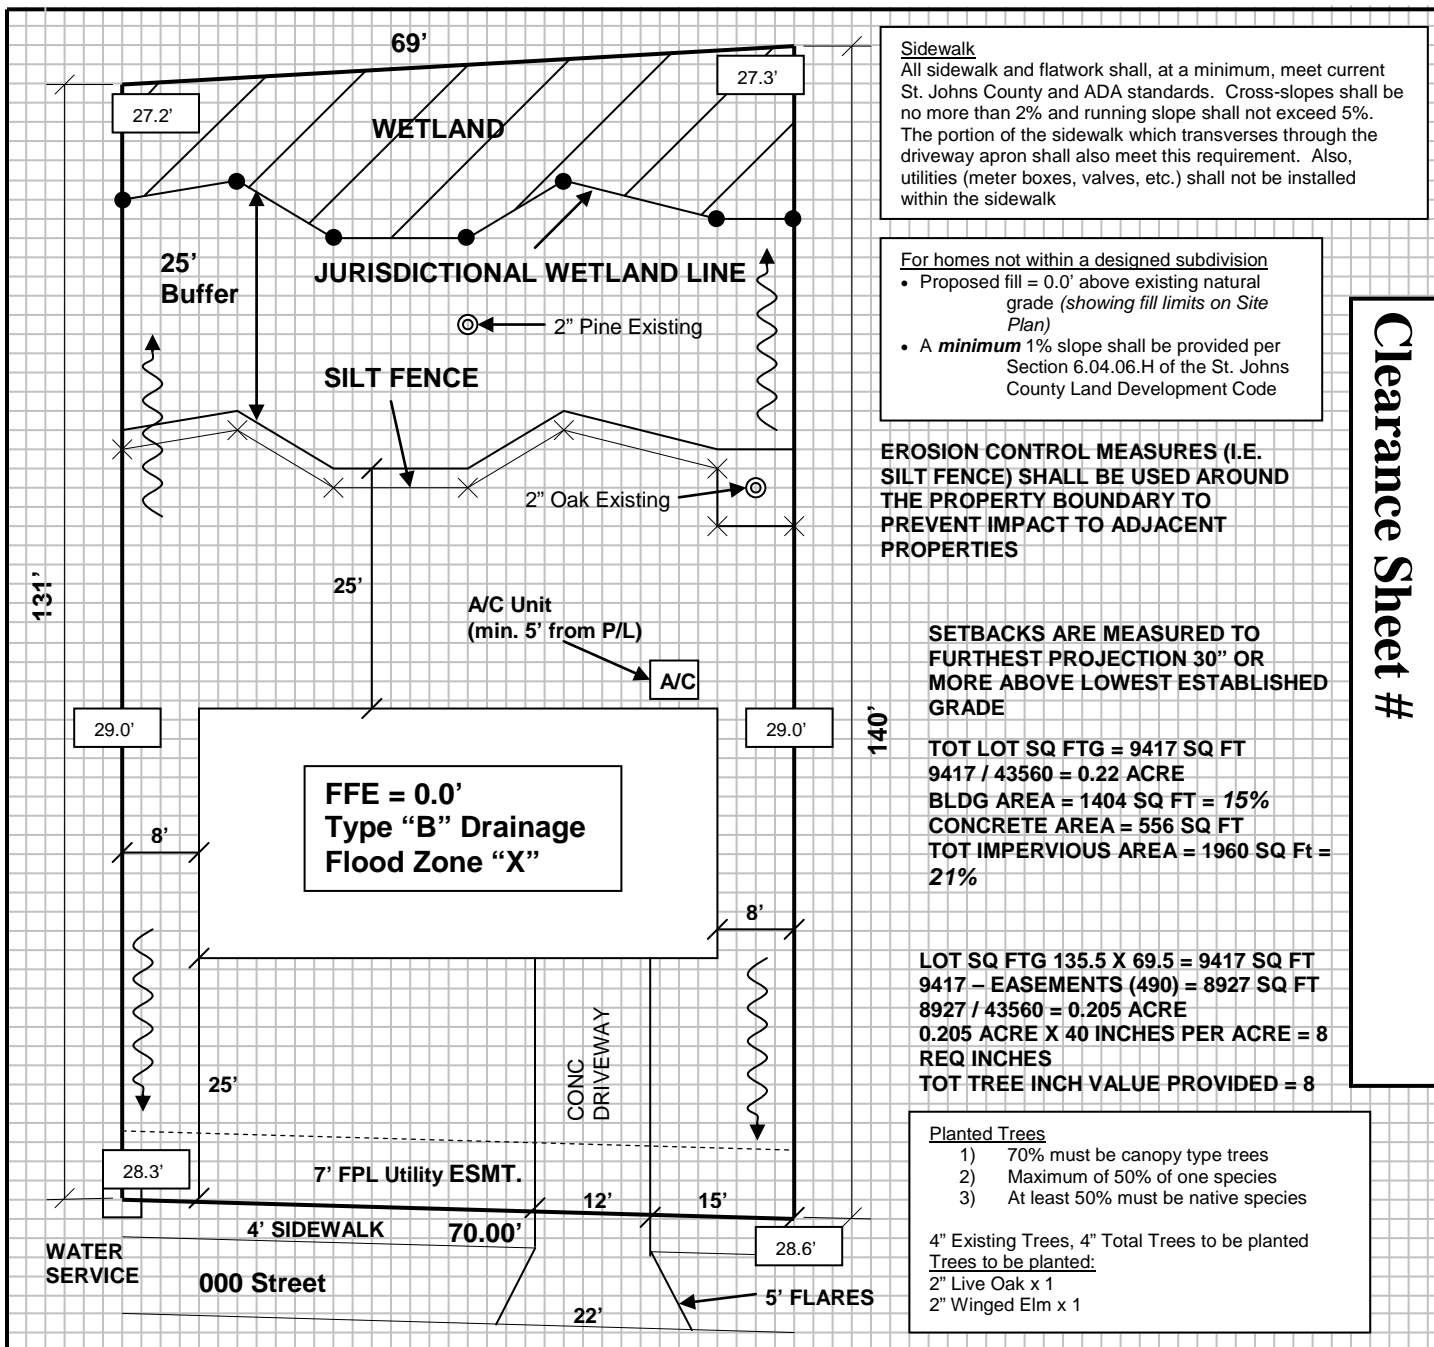 69’
27.2’
27.3’
WETLAND
25’
Buffer
JURISDICTIONAL WETLAND LINE
2” Pine Existing
SILT FENCE
2” Oak Existing
131’
25’
A/C Unit
(min. 5’ from P/L)
A/C
29.0’
29.0’
140’
FFE = 0.0’
Type “B” Drainage
Flood Zone “X”
8’
8’
25’
CONC
DRIVEWAY
28.3’
7’ FPL Utility ESMT.
12’
15’
4’ SIDEWALK
70.00’
28.6’
WATER
SERVICE
000 Street
5’ FLARES
22’
Sidewalk
All sidewalk and flatwork shall, at a minimum, meet current
St. Johns County and ADA standards. Cross-slopes shall be
no more than 2% and running slope shall not exceed 5%.
The portion of the sidewalk which transverses through the
driveway apron shall also meet this requirement. Also,
utilities (meter boxes, valves, etc.) shall not be installed
within the sidewalk
For homes not within a designed subdivision
• Proposed fill = 0.0’ above existing natural
grade (showing fill limits on Site
Plan)
• A minimum 1% slope shall be provided per
Section 6.04.06.H of the St. Johns
County Land Development Code
EROSION CONTROL MEASURES (I.E.
SILT FENCE) SHALL BE USED AROUND
THE PROPERTY BOUNDARY TO
PREVENT IMPACT TO ADJACENT
PROPERTIES
SETBACKS ARE MEASURED TO
FURTHEST PROJECTION 30” OR
MORE ABOVE LOWEST ESTABLISHED
GRADE
TOT LOT SQ FTG = 9417 SQ FT
9417 / 43560 = 0.22 ACRE
BLDG AREA = 1404 SQ FT = 15%
CONCRETE AREA = 556 SQ FT
TOT IMPERVIOUS AREA = 1960 SQ Ft =
21%
LOT SQ FTG 135.5 X 69.5 = 9417 SQ FT
9417 – EASEMENTS (490) = 8927 SQ FT
8927 / 43560 = 0.205 ACRE
0.205 ACRE X 40 INCHES PER ACRE = 8
REQ INCHES
TOT TREE INCH VALUE PROVIDED = 8
Planted Trees
1) 70% must be canopy type trees
2) Maximum of 50% of one species
3) At least 50% must be native species
4” Existing Trees, 4” Total Trees to be planted
Trees to be planted:
2” Live Oak x 1
2” Winged Elm x 1
Clearance Sheet #